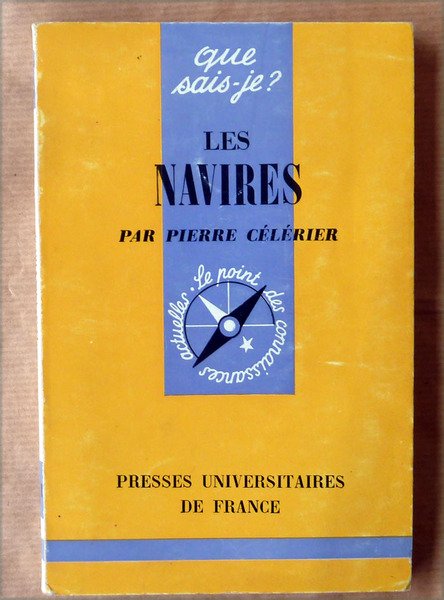 que
sais-je?
LES
NAVIRES
PAR PIERRE CÉLÉRIER
Le point des connaissances actuelles.
PRESSES UNIVERSITAIRES
DE FRANCE